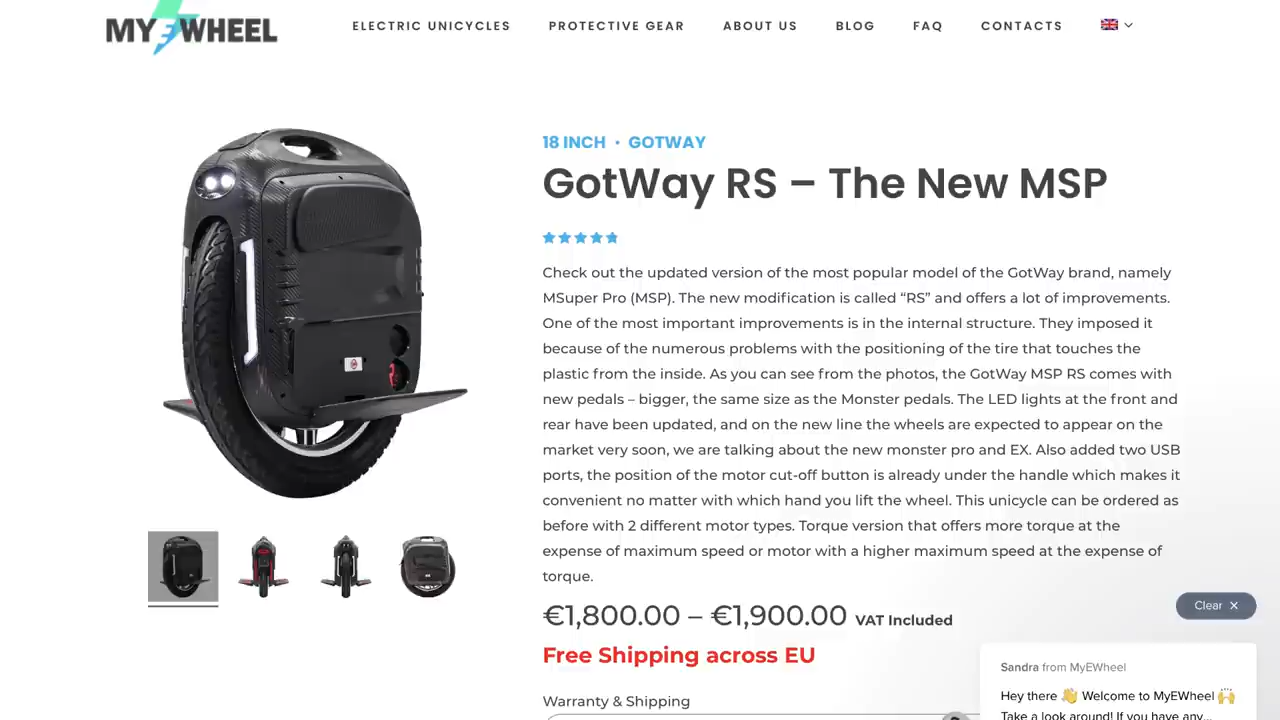 MYEWHEEL
ELECTRIC UNICYCLES
PROTECTIVE GEAR
ABOUT US
BLOG
FAQ
CONTACTS
18 INCH • GOTWAY
GotWay RS – The New MSP
Check out the updated version of the most popular model of the GotWay brand, namely
MSuper Pro (MSP). The new modification is called “RS” and offers a lot of improvements.
One of the most important improvements is in the internal structure. They imposed it
because of the numerous problems with the positioning of the tire that touches the
plastic from the inside. As you can see from the photos, the GotWay MSP RS comes with
new pedals – bigger, the same size as the Monster pedals. The LED lights at the front and
rear have been updated, and on the new line the wheels are expected to appear on the
market very soon, we are talking about the new monster pro and EX. Also added two USB
ports, the position of the motor cut-off button is already under the handle which makes it
convenient no matter with which hand you lift the wheel. This unicycle can be ordered as
before with 2 different motor types. Torque version that offers more torque at the
expense of maximum speed or motor with a higher maximum speed at the expense of
torque.
€1,800.00 – €1,900.00 VAT Included
Free Shipping across EU
Warranty & Shipping
Clear ✕
Sandra from MyEWheel
Hey there 👋 Welcome to MyEWheel 🙌
Take a look around! If you have any...